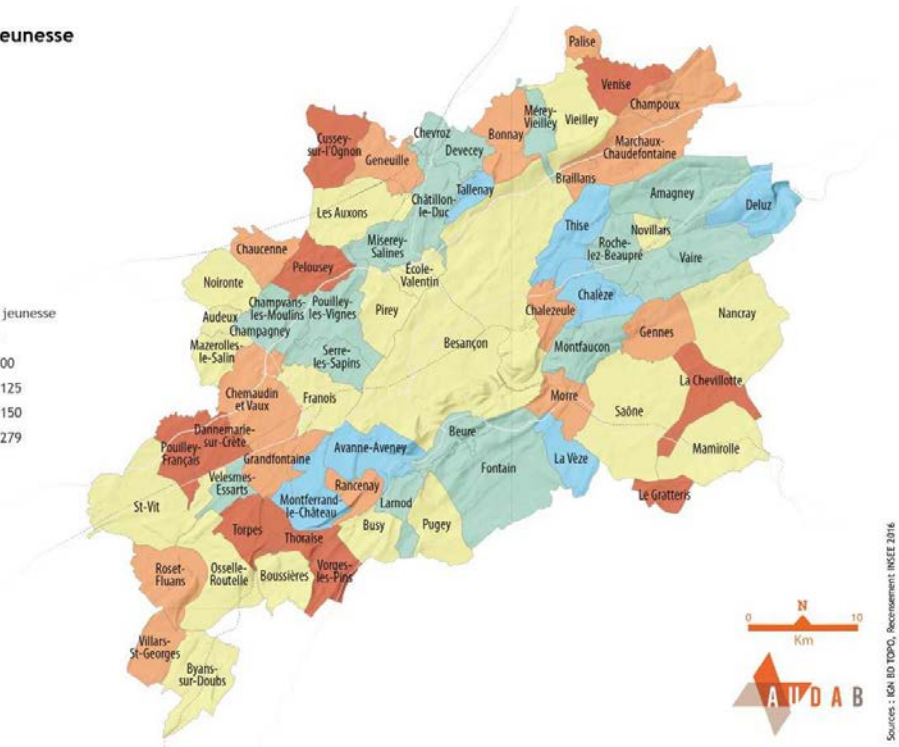 eunesse
Palise
Venise
Champoux
Mérey-
Vieilley
Vieilley
Bonnay
Chevroz
Devecey
Cussey-
sur-l'Ognon
Geneuille
Marchaux-
Chaudefontaine
Braillans
Tallenay
Châtillon-
le-Duc
Les Auxons
Amagney
Deluz
Thise
Novillars
Roche-
lez-Beaupré
Vaire
Miserey-
Salines
Chaucenne
Pelousey
École-
Valentin
Noironte
Chalèze
Champvans-
les-Moulins
Pouilley-
les-Vignes
Pirey
Chalezeule
Nancray
Audeux
Champagney
jeunesse
Gennes
Mazerolles-
le-Salin
Serre-
les-Sapins
Besançon
Montfaucon
00
125
150
279
La Chevillotte
Chemaudin
et Vaux
Franois
Morre
Saône
Dannemarie-
sur-Crète
Pouilley-
Français
Beure
Avanne-Aveney
Grandfontaine
Mamirolle
La Vèze
Fontain
Velesmes-
Essarts
Rancenay
Montferrand-
le-Château
Larnod
Le Gratteris
St-Vit
Torpes
Thoraise
Busy
Pugey
Roset-
Fluans
Osselle-
Routelle
Boussières
Vorges-
les-Pins
Villars-
St-Georges
Byans-
sur-Doubs
N
0
10
Km
AUDAB
Sources : IGN BD TOPO, Recensement INSEE 2016